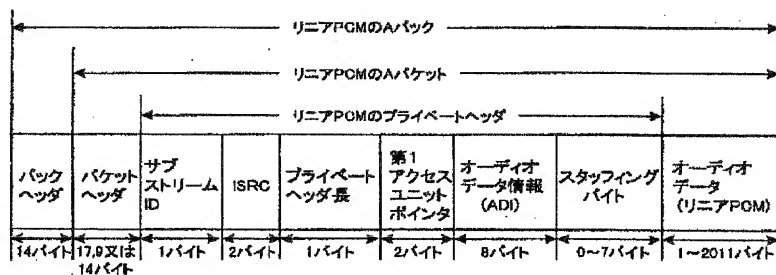 リニアPCMのAパック
リニアPCMのAパケット
リニアPCMのプライベートヘッダ
パック
ヘッダ
パケット
ヘッダ
サブ
ストリーム
ID
ISRC
プライベート
ヘッダ長
第1
アクセス
ユニット
ポインタ
オーディオ
データ情報
(ADI)
スタッフィング
バイト
オーディオ
データ
(リニアPCM)
14バイト
17,9又は
14バイト
1バイト
2バイト
1バイト
2バイト
8バイト
0〜7バイト
1〜2011バイト